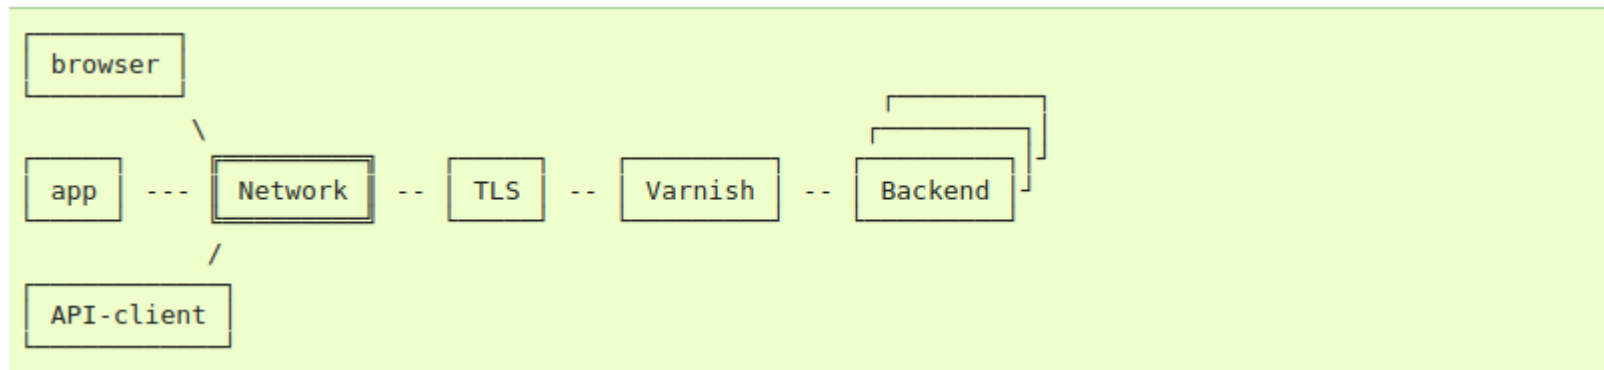 browser
\
app --- Network -- TLS -- Varnish -- Backend
/
API-client